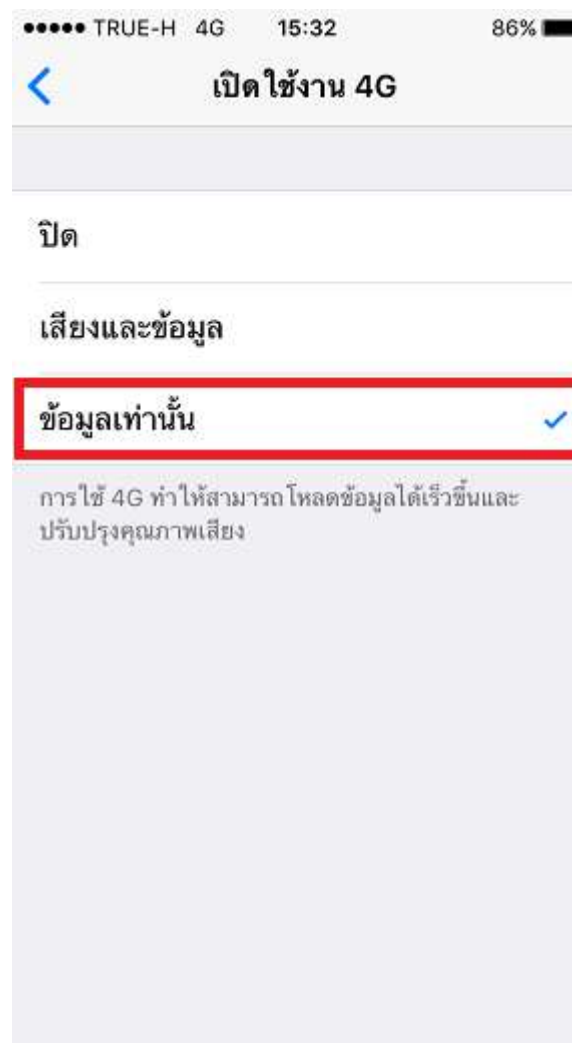 TRUE-H 4G 15:32 86%
เปิดใช้งาน 4G
ปิด
เสียงและข้อมูล
ข้อมูลเท่านั้น
การใช้ 4G ทำให้สามารถโหลดข้อมูลได้เร็วขึ้นและ
ปรับปรุงคุณภาพเสียง